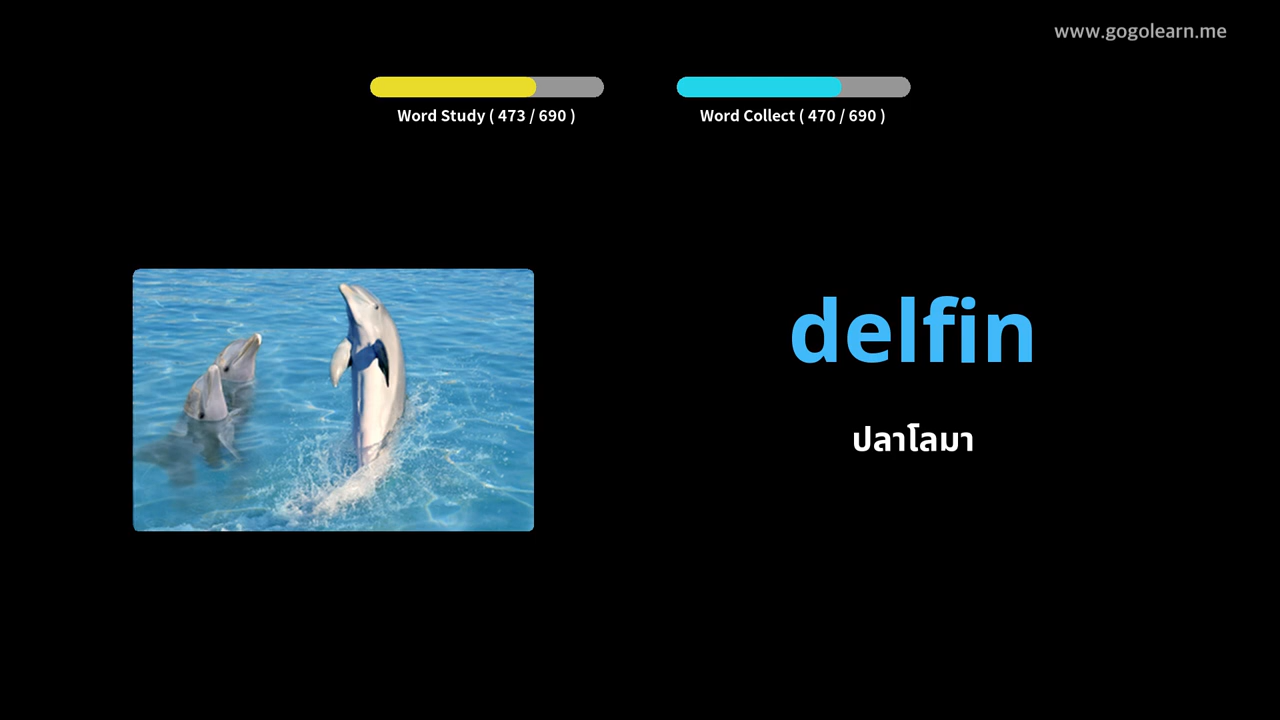 www.gogolearn.me
Word Study ( 473 / 690 )
Word Collect ( 470 / 690 )
delfin
ปลาโลมา